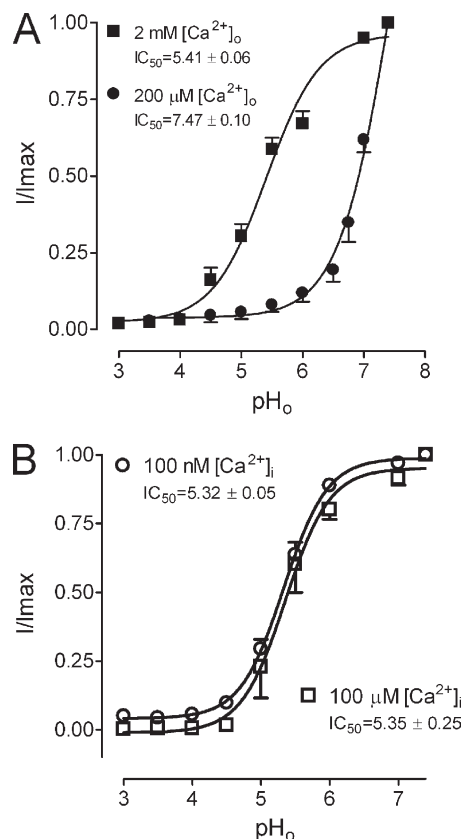 A
2 mM [Ca²⁺]ₒ
IC₅₀=5.41 ± 0.06
200 µM [Ca²⁺]ₒ
IC₅₀=7.47 ± 0.10
I/Imax
1.00
0.75
0.50
0.25
0.00
3 4 5 6 7 8
pHₒ
B
100 nM [Ca²⁺]ᵢ
IC₅₀=5.32 ± 0.05
100 µM [Ca²⁺]ᵢ
IC₅₀=5.35 ± 0.25
I/Imax
1.00
0.75
0.50
0.25
0.00
3 4 5 6 7
pHₒ